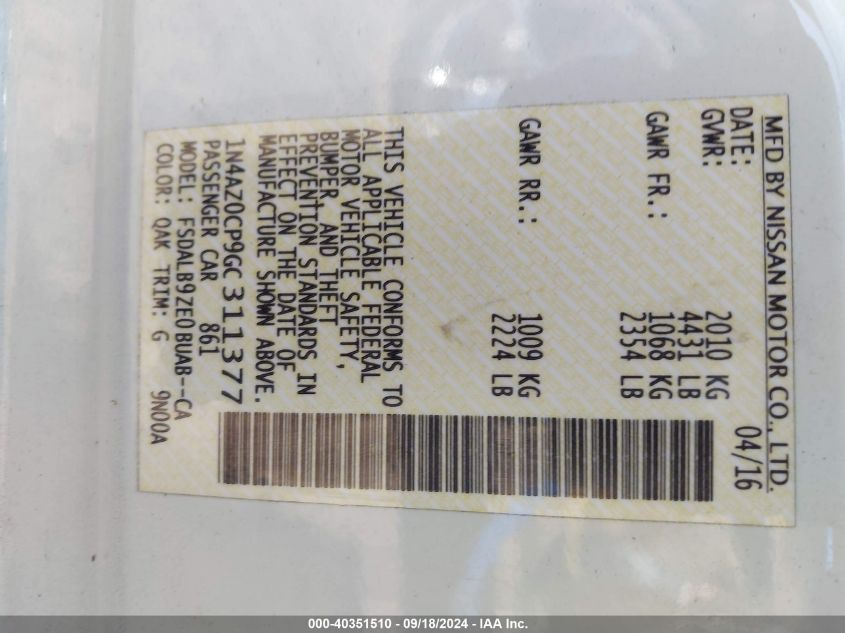 MFD BY NISSAN MOTOR CO., LTD.
DATE: 04/16
GVWR: 2010 KG
4431 LB
GAWR FR.: 1068 KG
2354 LB
GAWR RR.: 1009 KG
2224 LB
THIS VEHICLE CONFORMS TO
ALL APPLICABLE FEDERAL
MOTOR VEHICLE SAFETY,
BUMPER, AND THEFT
PREVENTION STANDARDS IN
EFFECT ON THE DATE OF
MANUFACTURE SHOWN ABOVE.
1N4AZ0CP9GC311377
PASSENGER CAR 861
MODEL: FSDALB9ZE0BUAB--CA
COLOR: QAK TRIM: G 9N00A
000-40351510 - 09/18/2024 - IAA Inc.